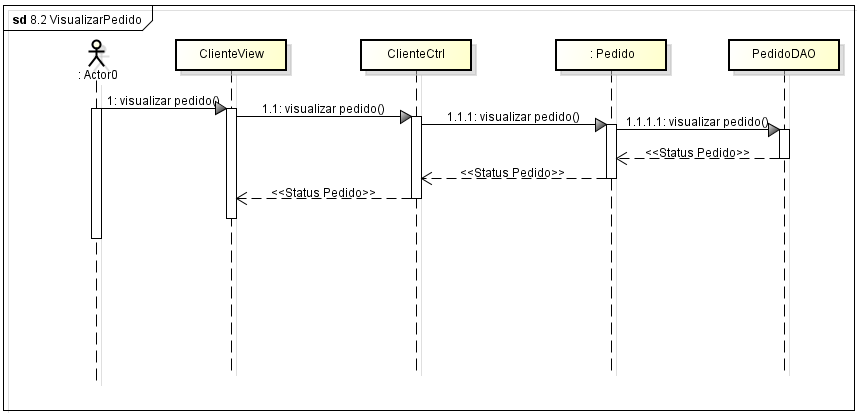 sd 8.2 VisualizarPedido
: Actor0
ClienteView
ClienteCtrl
: Pedido
PedidoDAO
1: visualizar pedido()
1.1: visualizar pedido()
1.1.1: visualizar pedido()
1.1.1.1: visualizar pedido()
<<Status Pedido>>
<<Status Pedido>>
<<Status Pedido>>